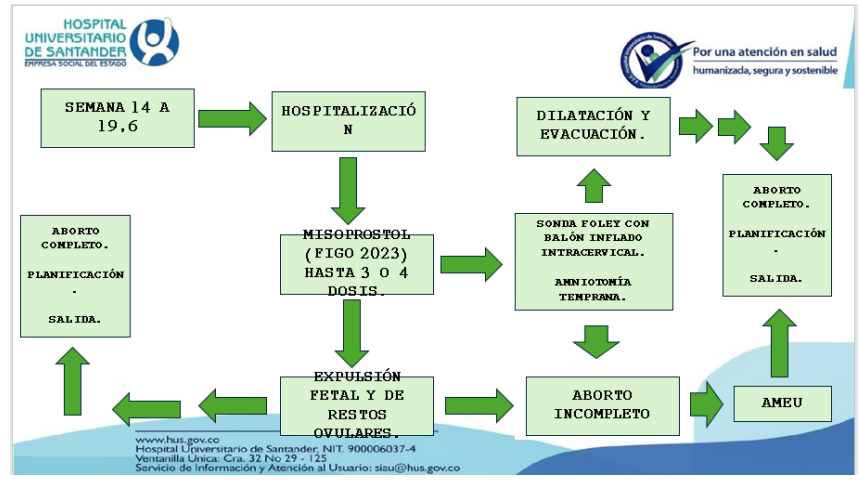 HOSPITAL
UNIVERSITARIO
DE SANTANDER
EMPRESA SOCIAL DEL ESTADO
Por una atención en salud
humanizada, segura y sostenible
SEMANA 14 A
19,6
HOSPITALIZACIÓ
N
DILATACIÓN Y
EVACUACIÓN.
ABORTO
COMPLETO.
PLANIFICACIÓN
.
SALIDA.
MISOPROSTOL
(FIGO 2023)
HASTA 3 O 4
DOSIS.
SONDA FOLEY CON
BALÓN INFLADO
INTRACERVICAL.
AMNIOTOMÍA
TEMPRANA.
ABORTO
COMPLETO.
PLANIFICACIÓN
.
SALIDA.
EXPULSIÓN
FETAL Y DE
RESTOS
OVULARES.
ABORTO
INCOMPLETO
AMEU
www.hus.gov.co
Hospital Universitario de Santander, NIT. 900006037-4
Ventanilla Única: Cra. 32 No 29 - 125
Servicio de Información y Atención al Usuario: siau@hus.gov.co